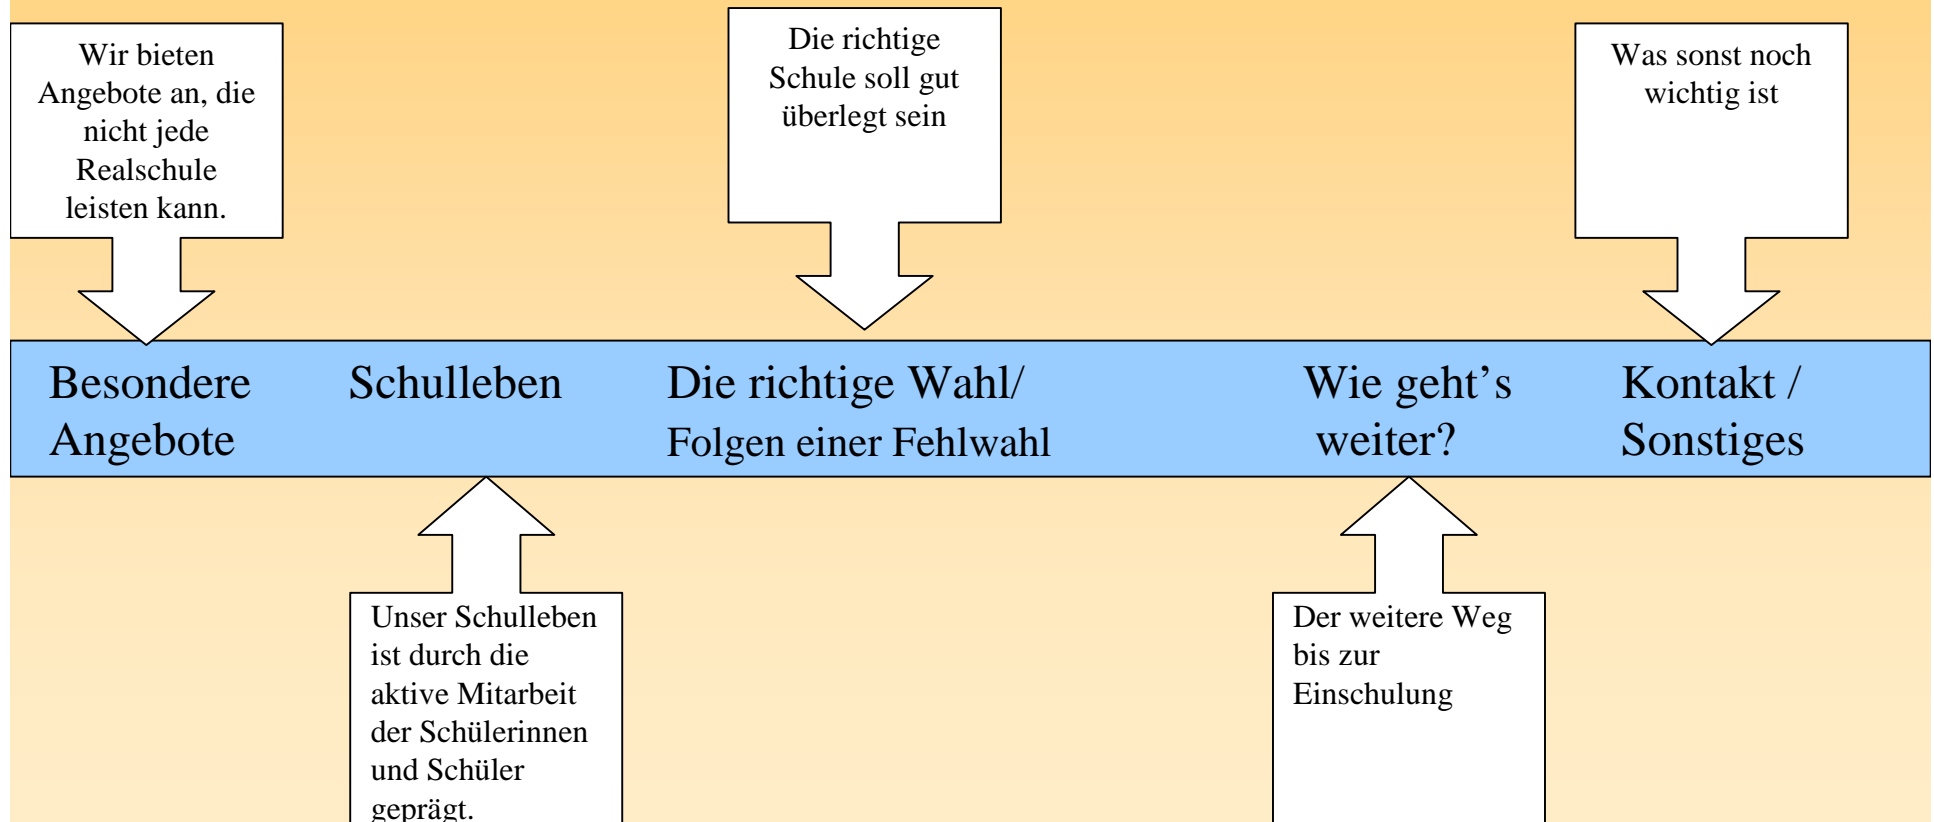 Wir bieten
Angebote an, die
nicht jede
Realschule
leisten kann.
Die richtige
Schule soll gut
überlegt sein
Was sonst noch
wichtig ist
Besondere
Angebote
Schulleben
Die richtige Wahl/
Folgen einer Fehlwahl
Wie geht’s
weiter?
Kontakt /
Sonstiges
Unser Schulleben
ist durch die
aktive Mitarbeit
der Schülerinnen
und Schüler
geprägt.
Der weitere Weg
bis zur
Einschulung